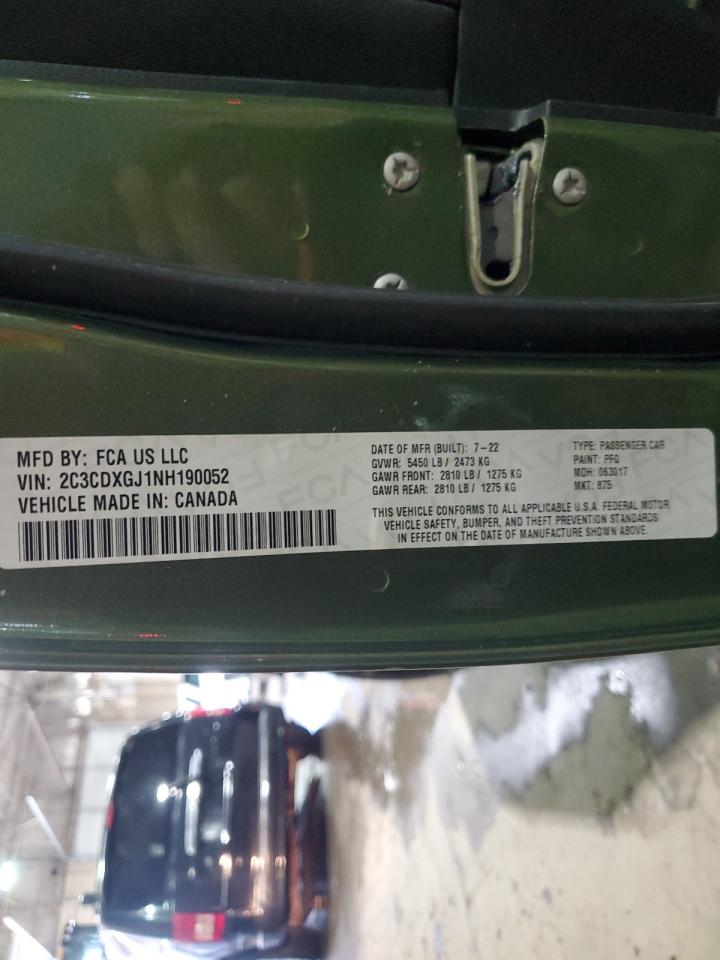 MFD BY: FCA US LLC
VIN: 2C3CDXGJ1NH190052
VEHICLE MADE IN: CANADA
DATE OF MFR (BUILT): 7-22
GVWR: 5450 LB / 2473 KG
GAWR FRONT: 2810 LB / 1275 KG
GAWR REAR: 2810 LB / 1275 KG
TYPE: PASSENGER CAR
PAINT: PFQ
MDH: 063017
MKT: 875
THIS VEHICLE CONFORMS TO ALL APPLICABLE U.S.A. FEDERAL MOTOR
VEHICLE SAFETY, BUMPER, AND THEFT PREVENTION STANDARDS
IN EFFECT ON THE DATE OF MANUFACTURE SHOWN ABOVE.